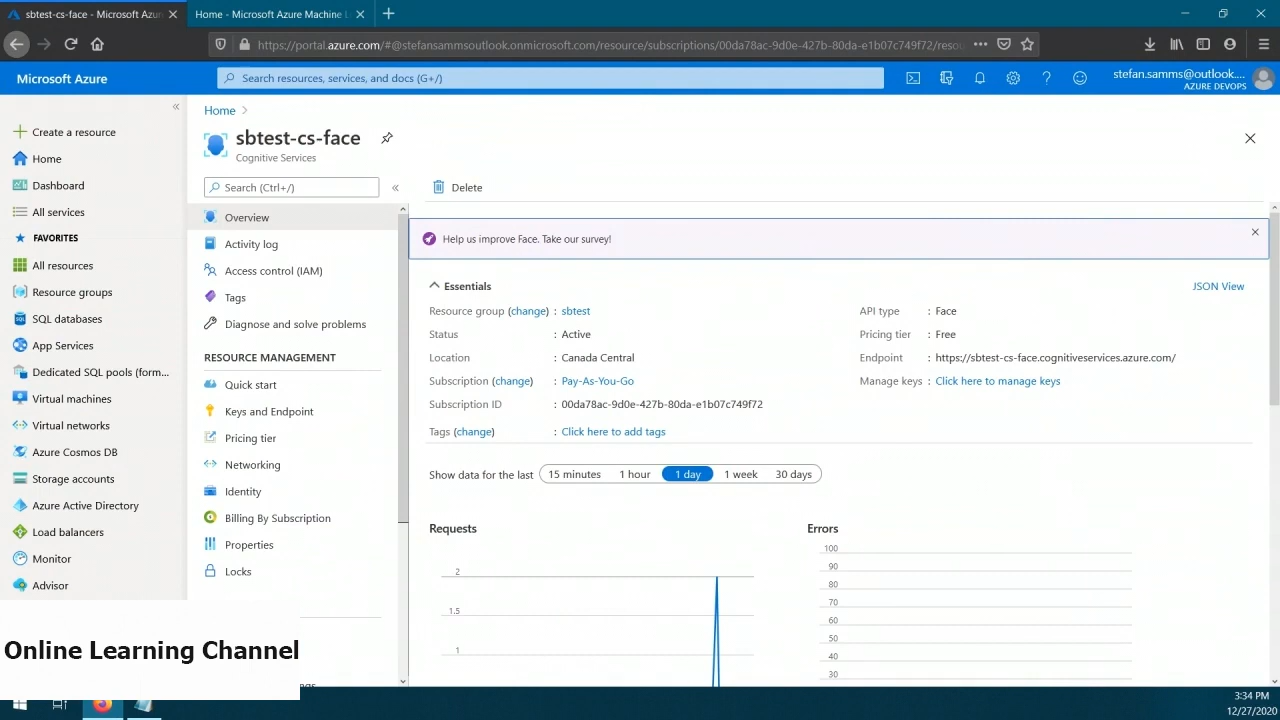 sbtest-cs-face - Microsoft Azur
Home - Microsoft Azure Machine L
https://portal.azure.com/#@stefansammsoutlook.onmicrosoft.com/resource/subscriptions/00da78ac-9d0e-427b-80da-e1b07c749f72/resou
Microsoft Azure
Search resources, services, and docs (G+/)
stefan.samms@outlook....
AZURE DEVOPS
Create a resource
Home
Dashboard
All services
FAVORITES
All resources
Resource groups
SQL databases
App Services
Dedicated SQL pools (form...
Virtual machines
Virtual networks
Azure Cosmos DB
Storage accounts
Azure Active Directory
Load balancers
Monitor
Advisor
Home
sbtest-cs-face
Cognitive Services
Search (Ctrl+/)
Overview
Activity log
Access control (IAM)
Tags
Diagnose and solve problems
RESOURCE MANAGEMENT
Quick start
Keys and Endpoint
Pricing tier
Networking
Identity
Billing By Subscription
Properties
Locks
Delete
Help us improve Face. Take our survey!
Essentials
JSON View
Resource group (change) : sbtest
Status : Active
Location : Canada Central
Subscription (change) : Pay-As-You-Go
Subscription ID : 00da78ac-9d0e-427b-80da-e1b07c749f72
Tags (change) : Click here to add tags
API type : Face
Pricing tier : Free
Endpoint : https://sbtest-cs-face.cognitiveservices.azure.com/
Manage keys : Click here to manage keys
Show data for the last 15 minutes 1 hour 1 day 1 week 30 days
Requests
2
1.5
1
Errors
100
90
80
70
60
50
40
30
Online Learning Channel
3:34 PM
12/27/2020